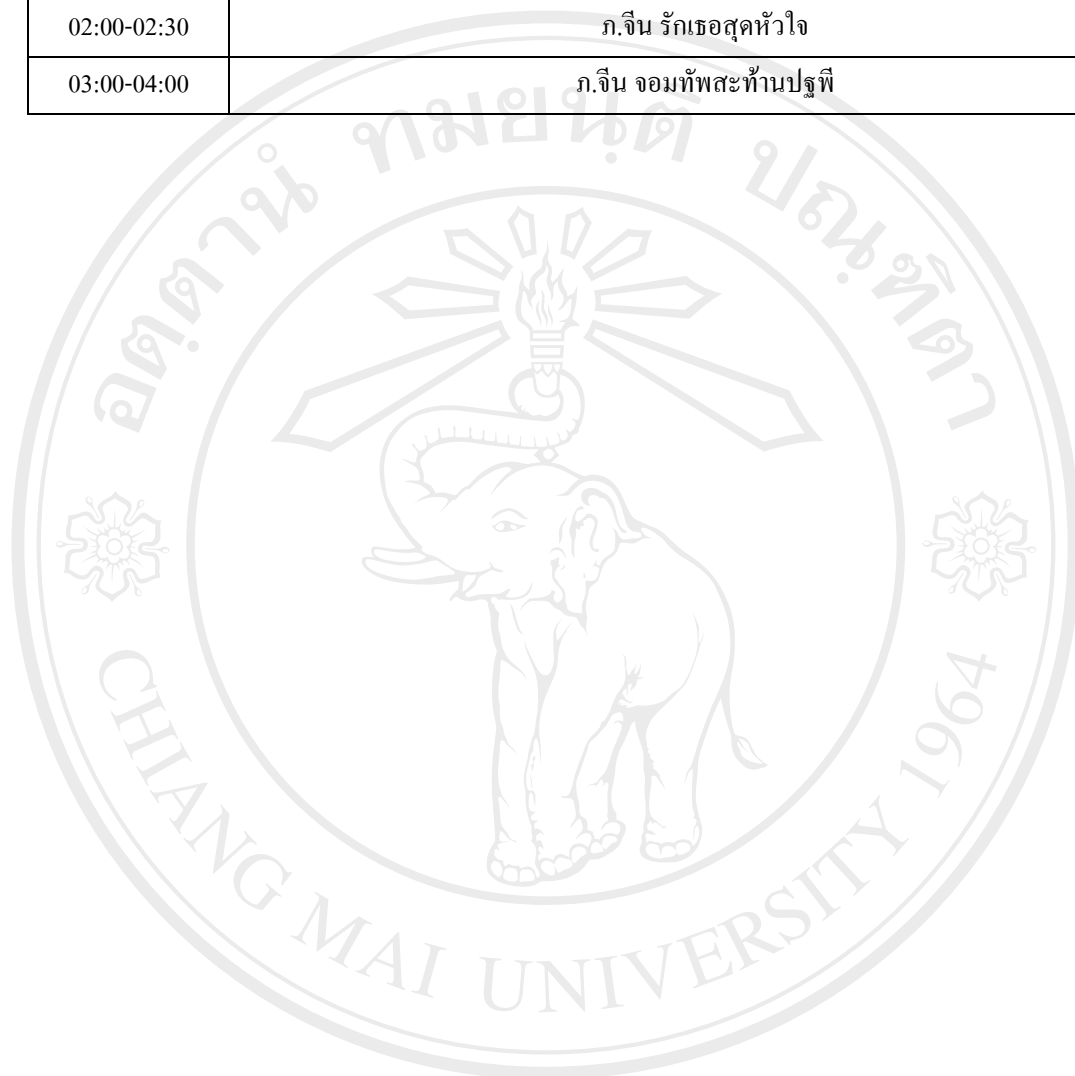 02:00-02:30 ภ.จีน รักเธอสุดหัวใจ
03:00-04:00 ภ.จีน จอมทัพสะท้านปฐพี
อตฺตานํ ทมยนฺติ ปณฺฑิตา
CHIANG MAI UNIVERSITY 1964